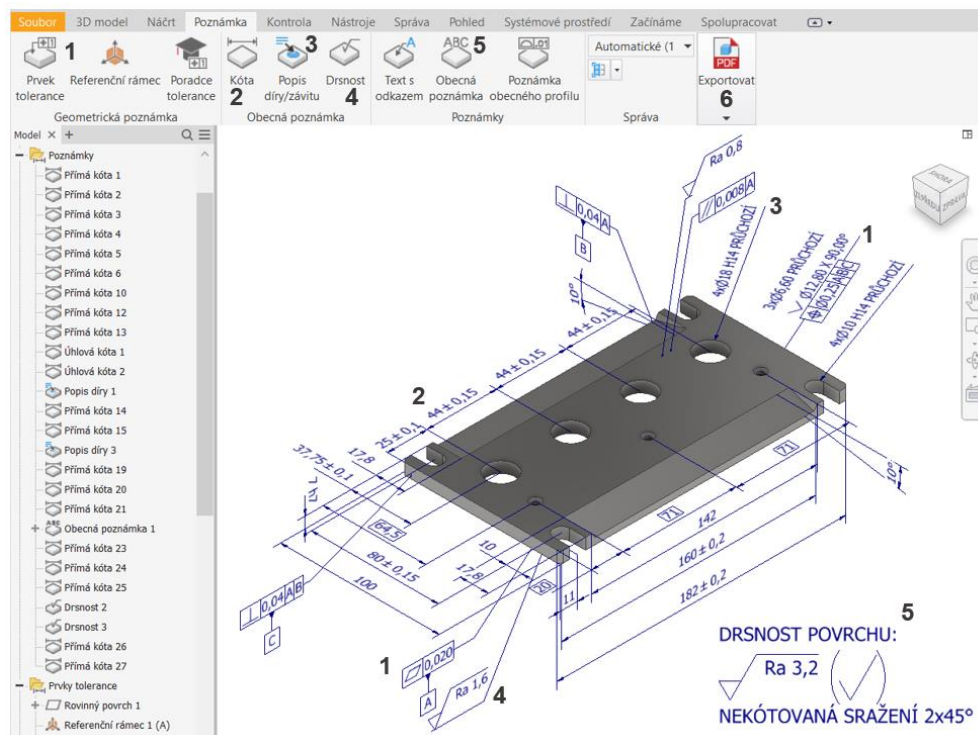 Soubor 3D model Náčrt Poznámka Kontrola Nástroje Správa Pohled Systémové prostředí Začínáme Spolupracovat
1 3 4 5 2 6
Prvek tolerance
Referenční rámec
Poradce tolerance
Kóta
Popis díry/závitu
Drsnost
Text s odkazem
ABC
Obecná poznámka
Poznámka obecného profilu
Automatické (1
PDF
Exportovat
Geometrická poznámka
Obecná poznámka
Poznámky
Správa
Model × +
Poznámky
Přímá kóta 1
Přímá kóta 2
Přímá kóta 3
Přímá kóta 4
Přímá kóta 5
Přímá kóta 6
Přímá kóta 10
Přímá kóta 12
Přímá kóta 13
Úhlová kóta 1
Úhlová kóta 2
Popis díry 1
Přímá kóta 14
Přímá kóta 15
Popis díry 3
Přímá kóta 19
Přímá kóta 20
Přímá kóta 21
Obecná poznámka 1
Přímá kóta 23
Přímá kóta 24
Přímá kóta 25
Drsnost 2
Drsnost 3
Přímá kóta 26
Přímá kóta 27
Prvky tolerance
Rovinný povrch 1
Referenční rámec 1 (A)
Ra 0,8
// 0,008 A
⊥ 0,04 A
B
3
4xØ18 H14 PRŮCHOZÍ
1
3xØ6,60 PRŮCHOZÍ
Ø12,80 X 90,00°
Ø0,25 A B C
4xØ10 H14 PRŮCHOZÍ
10°
44±0,15
44±0,15
44±0,15
2
25±0,1
17,8
37,75±0,1
64,5
80±0,15
100
10
17,8
20
11
71
71
142
160±0,2
182±0,2
10°
⊥ 0,04 A B
C
1
0,020
A
Ra 1,6
4
5
DRSNOST POVRCHU:
Ra 3,2
NEKÓTOVANÁ SRAŽENÍ 2x45°